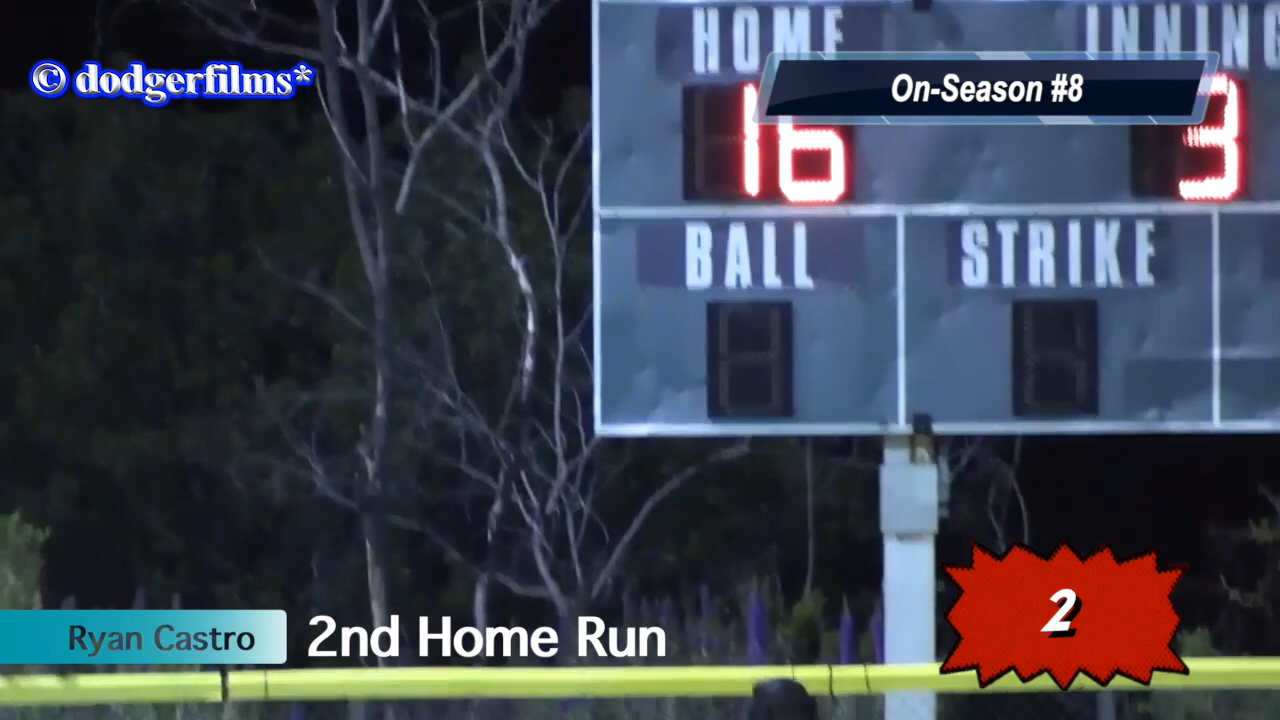 © dodgerfilms*
HOME
INNING
On-Season #8
16
3
BALL
STRIKE
Ryan Castro
2nd Home Run
2